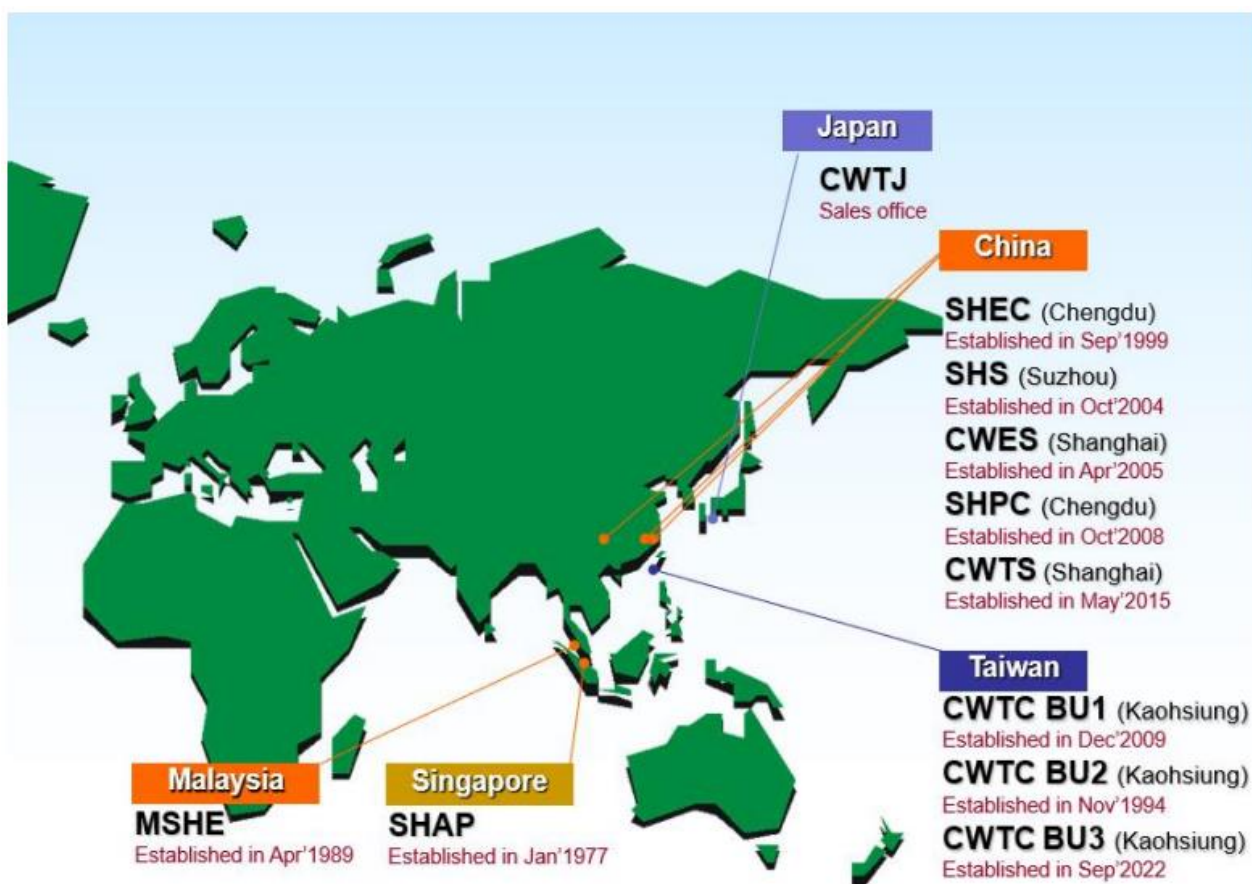 Japan
CWTJ
Sales office
China
SHEC (Chengdu)
Established in Sep'1999
SHS (Suzhou)
Established in Oct'2004
CWES (Shanghai)
Established in Apr'2005
SHPC (Chengdu)
Established in Oct'2008
CWTS (Shanghai)
Established in May'2015
Taiwan
CWTC BU1 (Kaohsiung)
Established in Dec'2009
CWTC BU2 (Kaohsiung)
Established in Nov'1994
CWTC BU3 (Kaohsiung)
Established in Sep'2022
Malaysia
MSHE
Established in Apr'1989
Singapore
SHAP
Established in Jan'1977